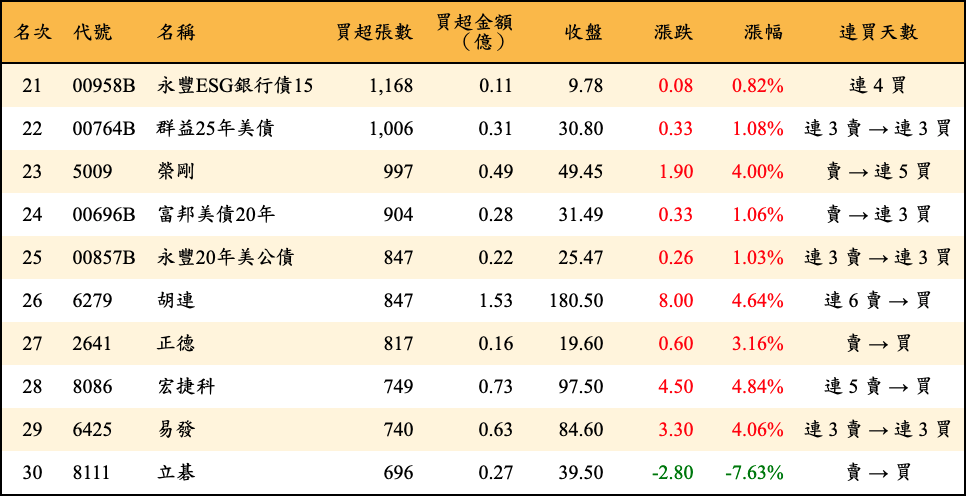 名次 代號 名稱 買超張數 買超金額（億） 收盤 漲跌 漲幅 連買天數
21 00958B 永豐ESG銀行債15 1,168 0.11 9.78 0.08 0.82% 連 4 買
22 00764B 群益25年美債 1,006 0.31 30.80 0.33 1.08% 連 3 賣 → 連 3 買
23 5009 榮剛 997 0.49 49.45 1.90 4.00% 賣 → 連 5 買
24 00696B 富邦美債20年 904 0.28 31.49 0.33 1.06% 賣 → 連 3 買
25 00857B 永豐20年美公債 847 0.22 25.47 0.26 1.03% 連 3 賣 → 連 3 買
26 6279 胡連 847 1.53 180.50 8.00 4.64% 連 6 賣 → 買
27 2641 正德 817 0.16 19.60 0.60 3.16% 賣 → 買
28 8086 宏捷科 749 0.73 97.50 4.50 4.84% 連 5 賣 → 買
29 6425 易發 740 0.63 84.60 3.30 4.06% 連 3 賣 → 連 3 買
30 8111 立碁 696 0.27 39.50 -2.80 -7.63% 賣 → 買